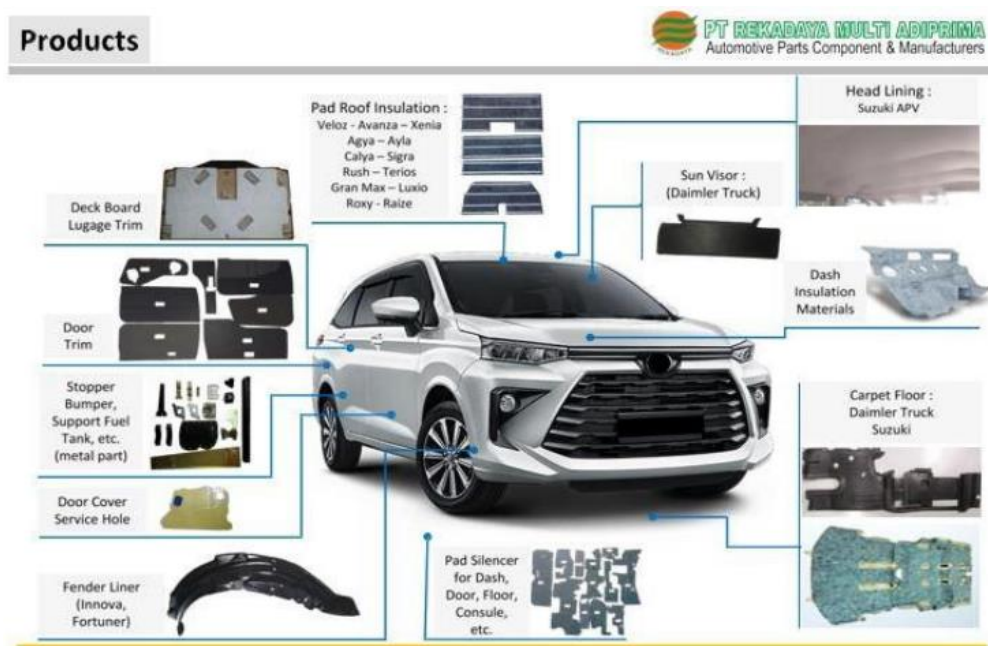 Products
PT REKADAYA MULTI ADIPRIMA
Automotive Parts Component & Manufacturers
Pad Roof Insulation :
Veloz - Avanza – Xenia
Agya – Ayla
Calya – Sigra
Rush – Terios
Gran Max – Luxio
Roxy - Raize
Head Lining :
Suzuki APV
Sun Visor :
(Daimler Truck)
Deck Board
Lugage Trim
Dash
Insulation
Materials
Door
Trim
Stopper
Bumper,
Support Fuel
Tank, etc.
(metal part)
Carpet Floor :
Daimler Truck
Suzuki
Door Cover
Service Hole
Fender Liner
(Innova,
Fortuner)
Pad Silencer
for Dash,
Door, Floor,
Consule,
etc.